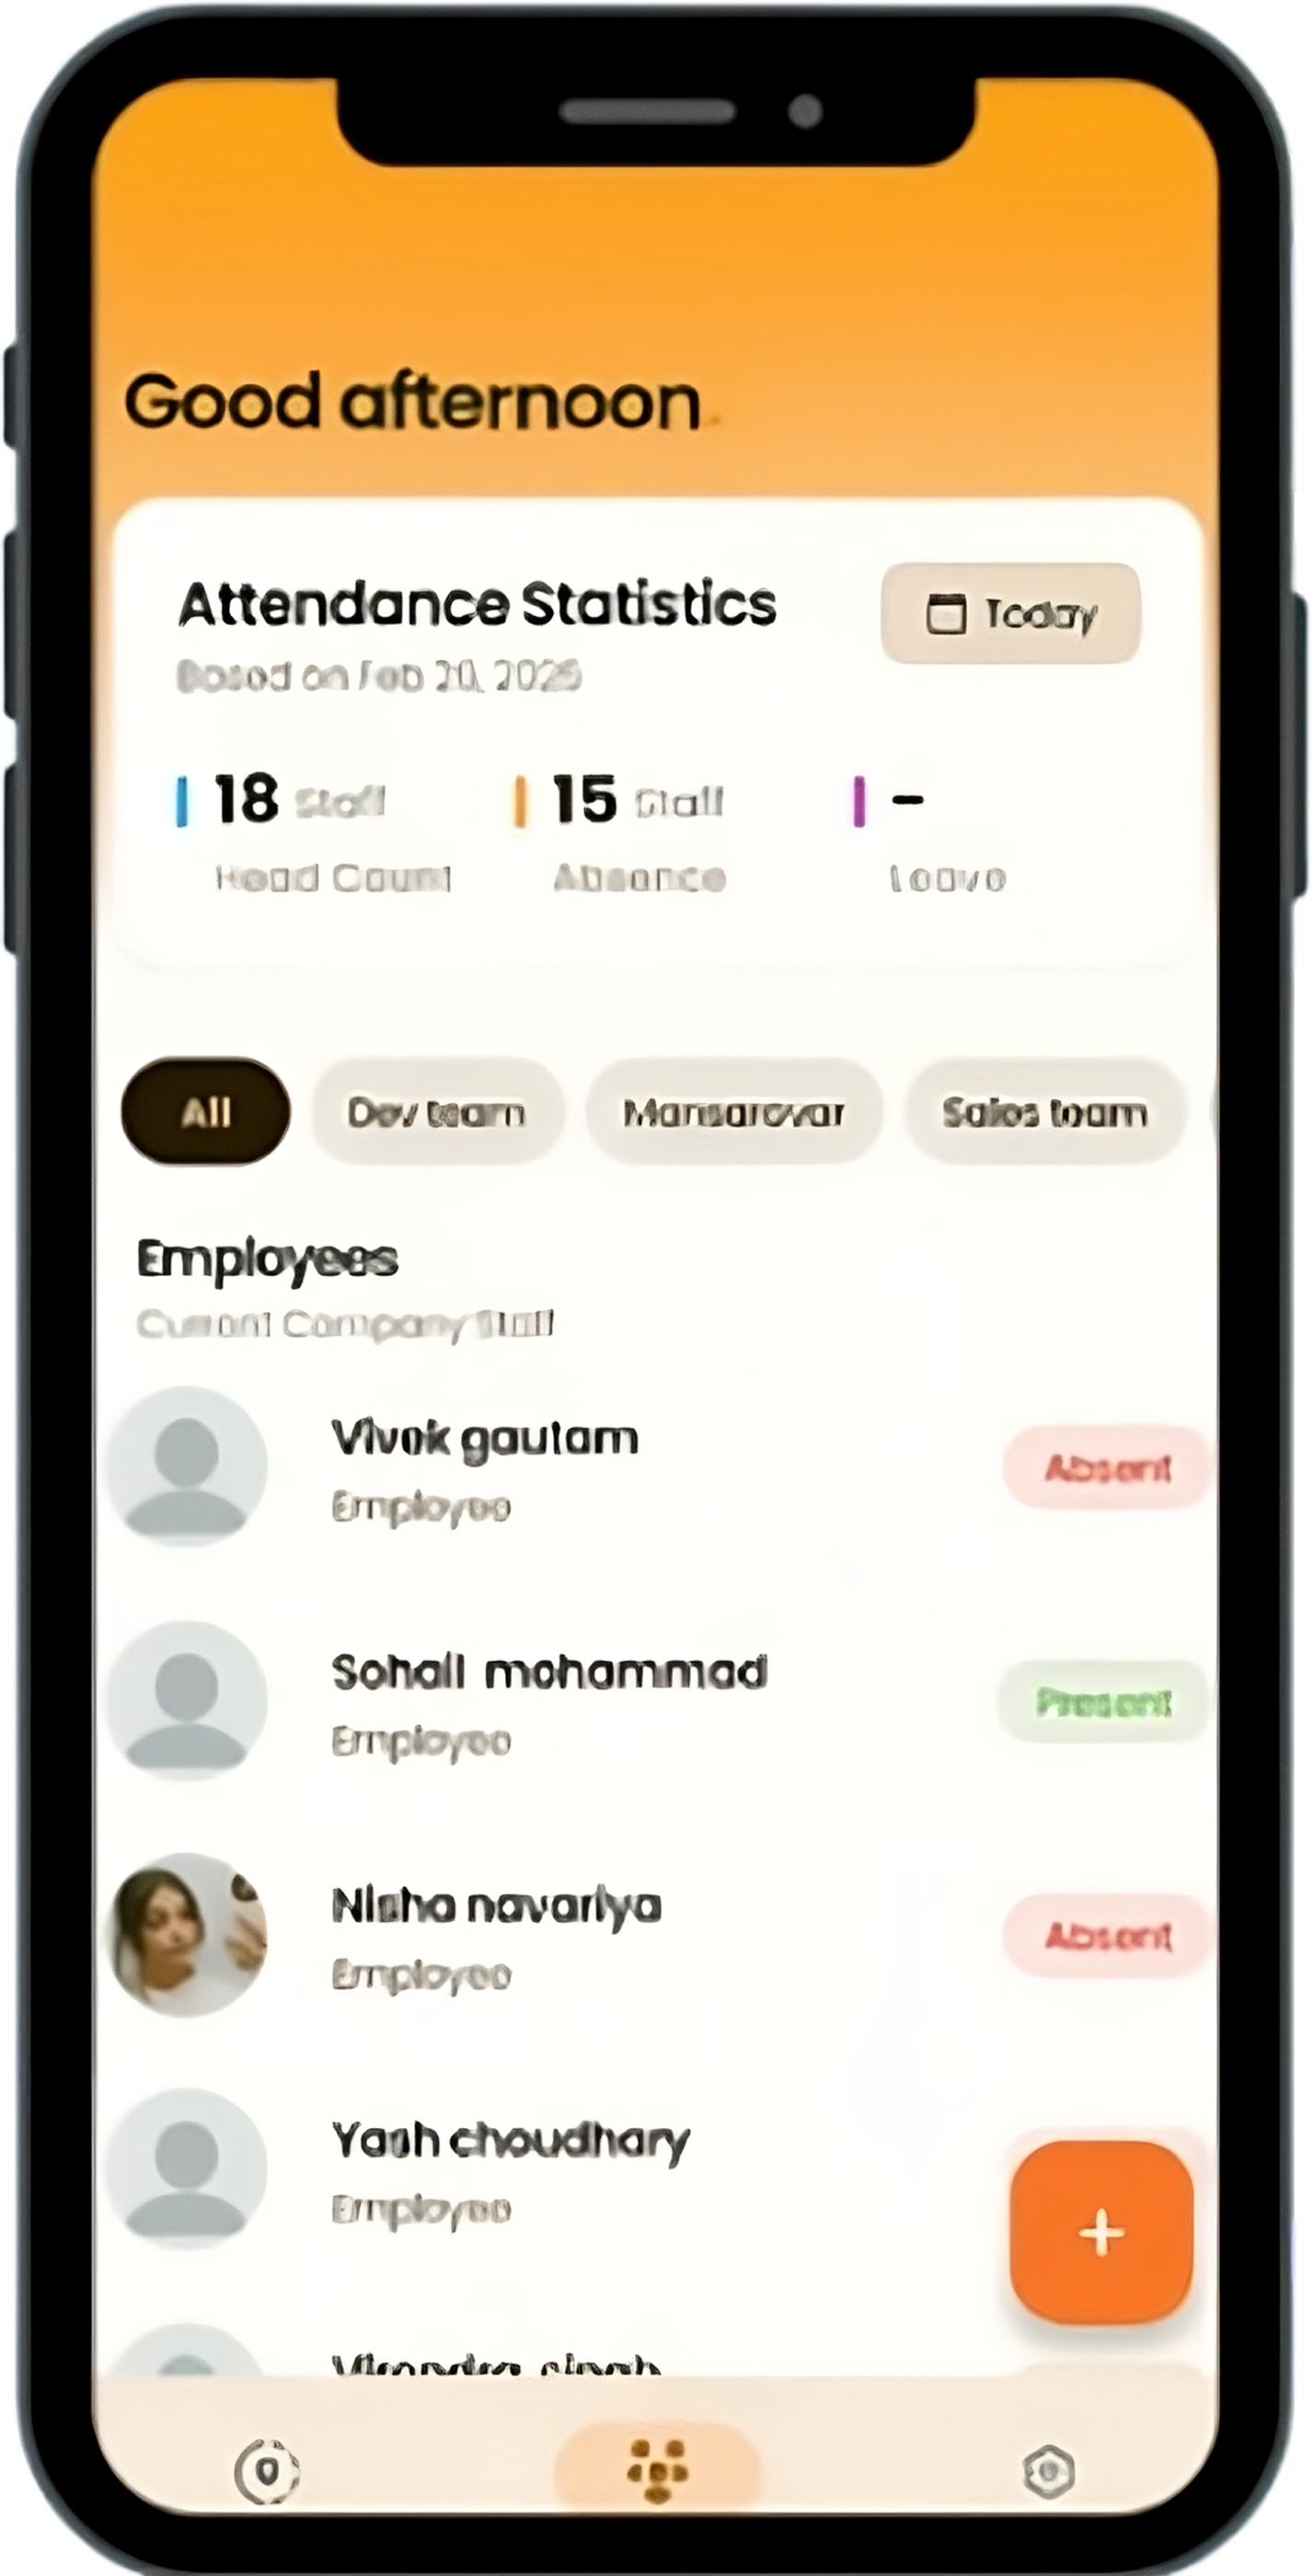 Good afternoon
Attendance Statistics
Today
Based on Feb 20, 2025
18 Staff
15 Staff
-
Head Count
Absence
Leave
All
Dev team
Mansarovar
Sales team
Employees
Current Company Staff
Vivek gautam
Employee
Absent
Sohail mohammad
Employee
Present
Nisha navariya
Employee
Absent
Yash choudhary
Employee
+